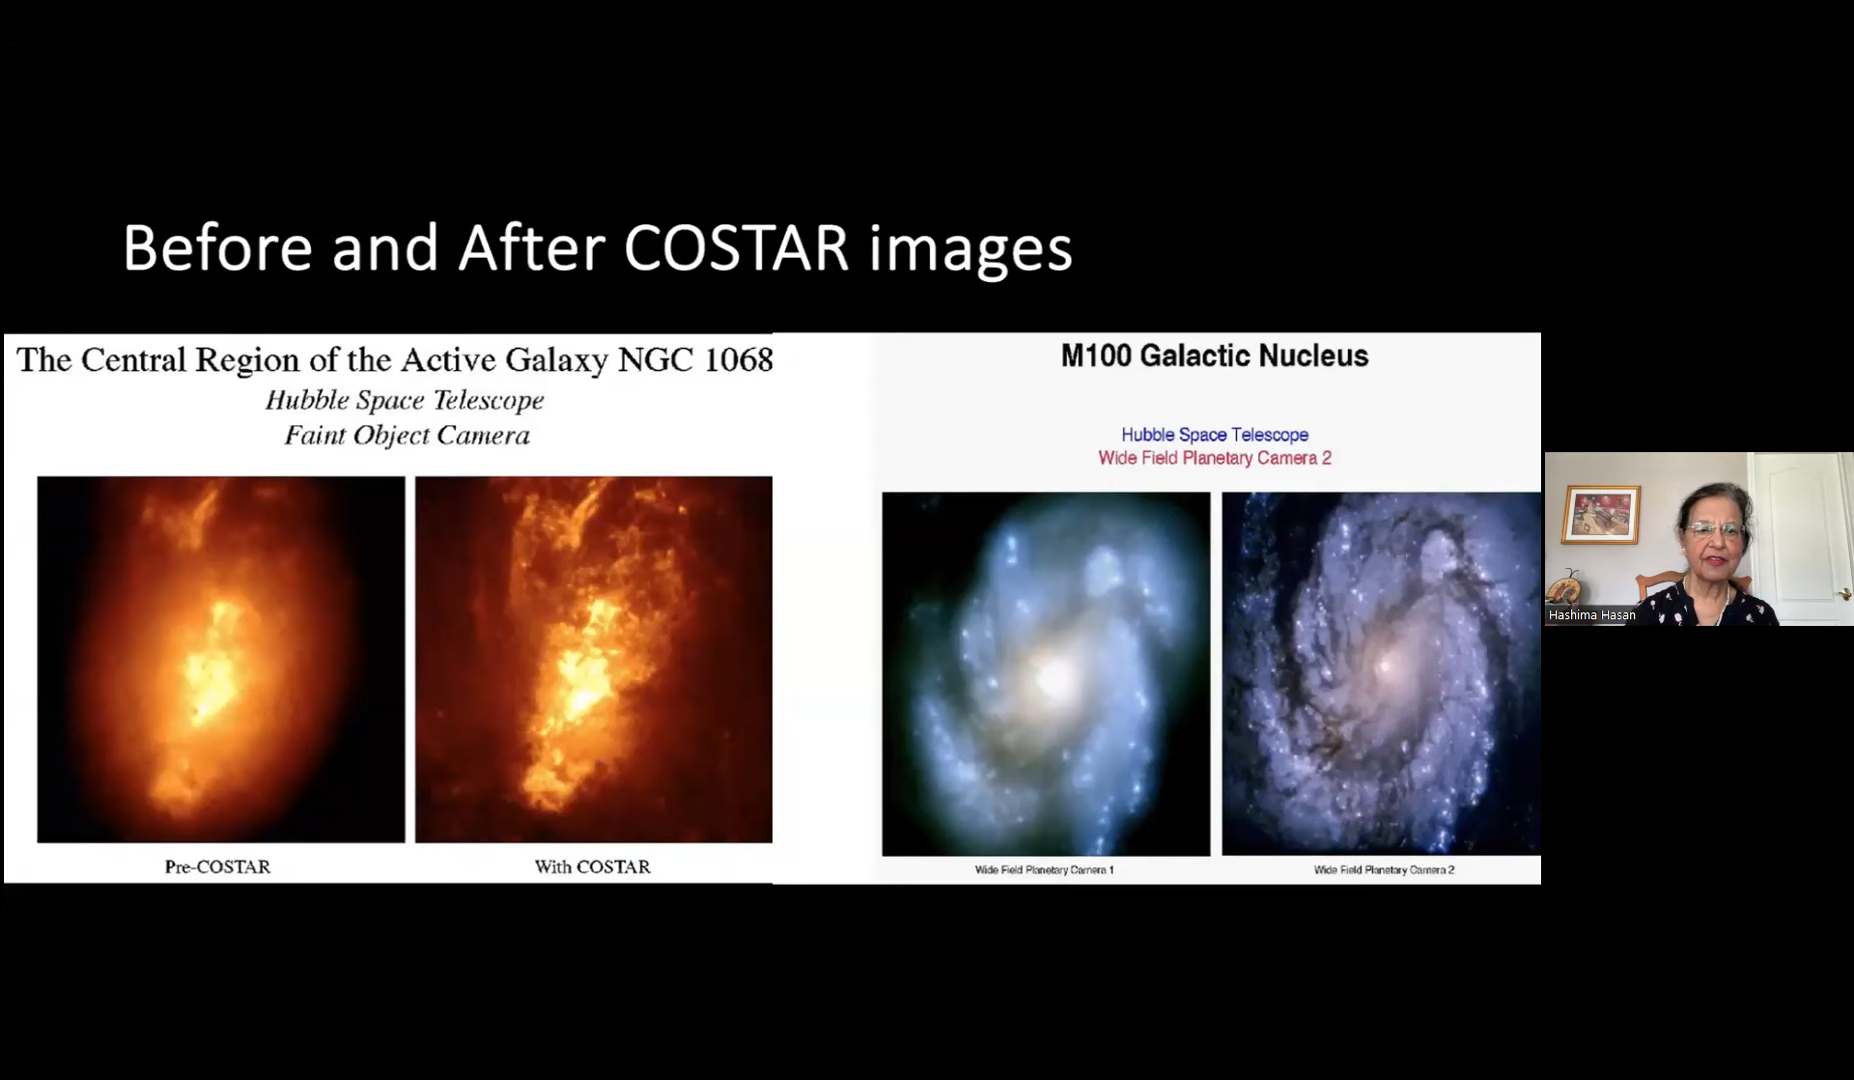 Before and After COSTAR images
The Central Region of the Active Galaxy NGC 1068
Hubble Space Telescope
Faint Object Camera
Pre-COSTAR
With COSTAR
M100 Galactic Nucleus
Hubble Space Telescope
Wide Field Planetary Camera 2
Wide Field Planetary Camera 1
Wide Field Planetary Camera 2
Hashima Hasan